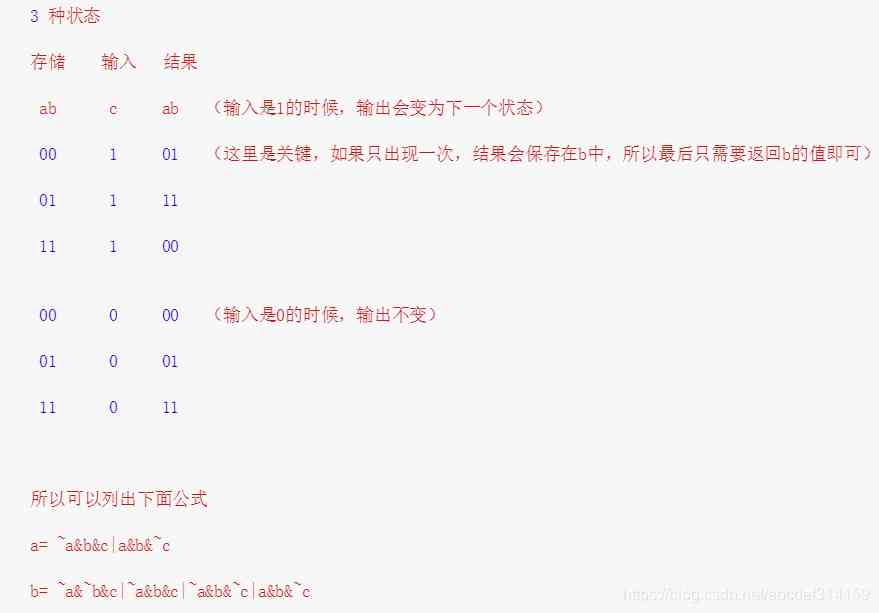 3 种状态
存储 输入 结果
ab c ab （输入是1的时候，输出会变为下一个状态）
00 1 01 （这里是关键，如果只出现一次，结果会保存在b中，所以最后只需要返回b的值即可）
01 1 11
11 1 00
00 0 00 （输入是0的时候，输出不变）
01 0 01
11 0 11
所以可以列出下面公式
a= ~a&b&c|a&b&~c
b= ~a&~b&c|~a&b&c|~a&b&~c|a&b&~c
https://blog.csdn.net/abcdef314159